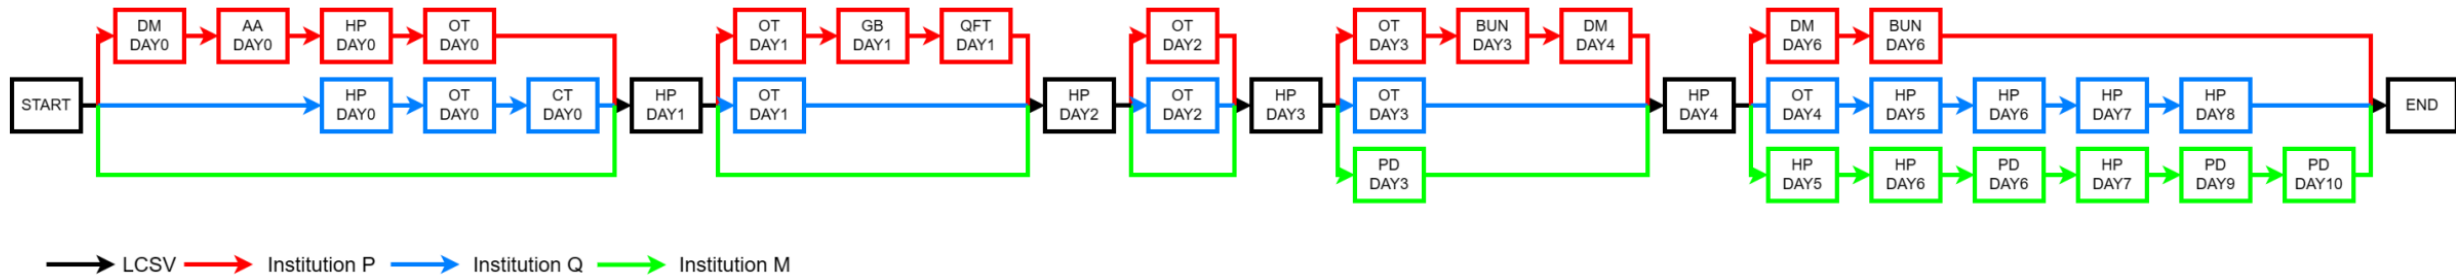 START
DM
DAY0
AA
DAY0
HP
DAY0
OT
DAY0
HP
DAY0
OT
DAY0
CT
DAY0
HP
DAY1
OT
DAY1
GB
DAY1
QFT
DAY1
OT
DAY1
HP
DAY2
OT
DAY2
OT
DAY2
HP
DAY3
OT
DAY3
BUN
DAY3
DM
DAY4
OT
DAY3
PD
DAY3
HP
DAY4
DM
DAY6
BUN
DAY6
OT
DAY4
HP
DAY5
HP
DAY6
HP
DAY7
HP
DAY8
HP
DAY5
HP
DAY6
PD
DAY6
HP
DAY7
PD
DAY9
PD
DAY10
END
LCSV
Institution P
Institution Q
Institution M